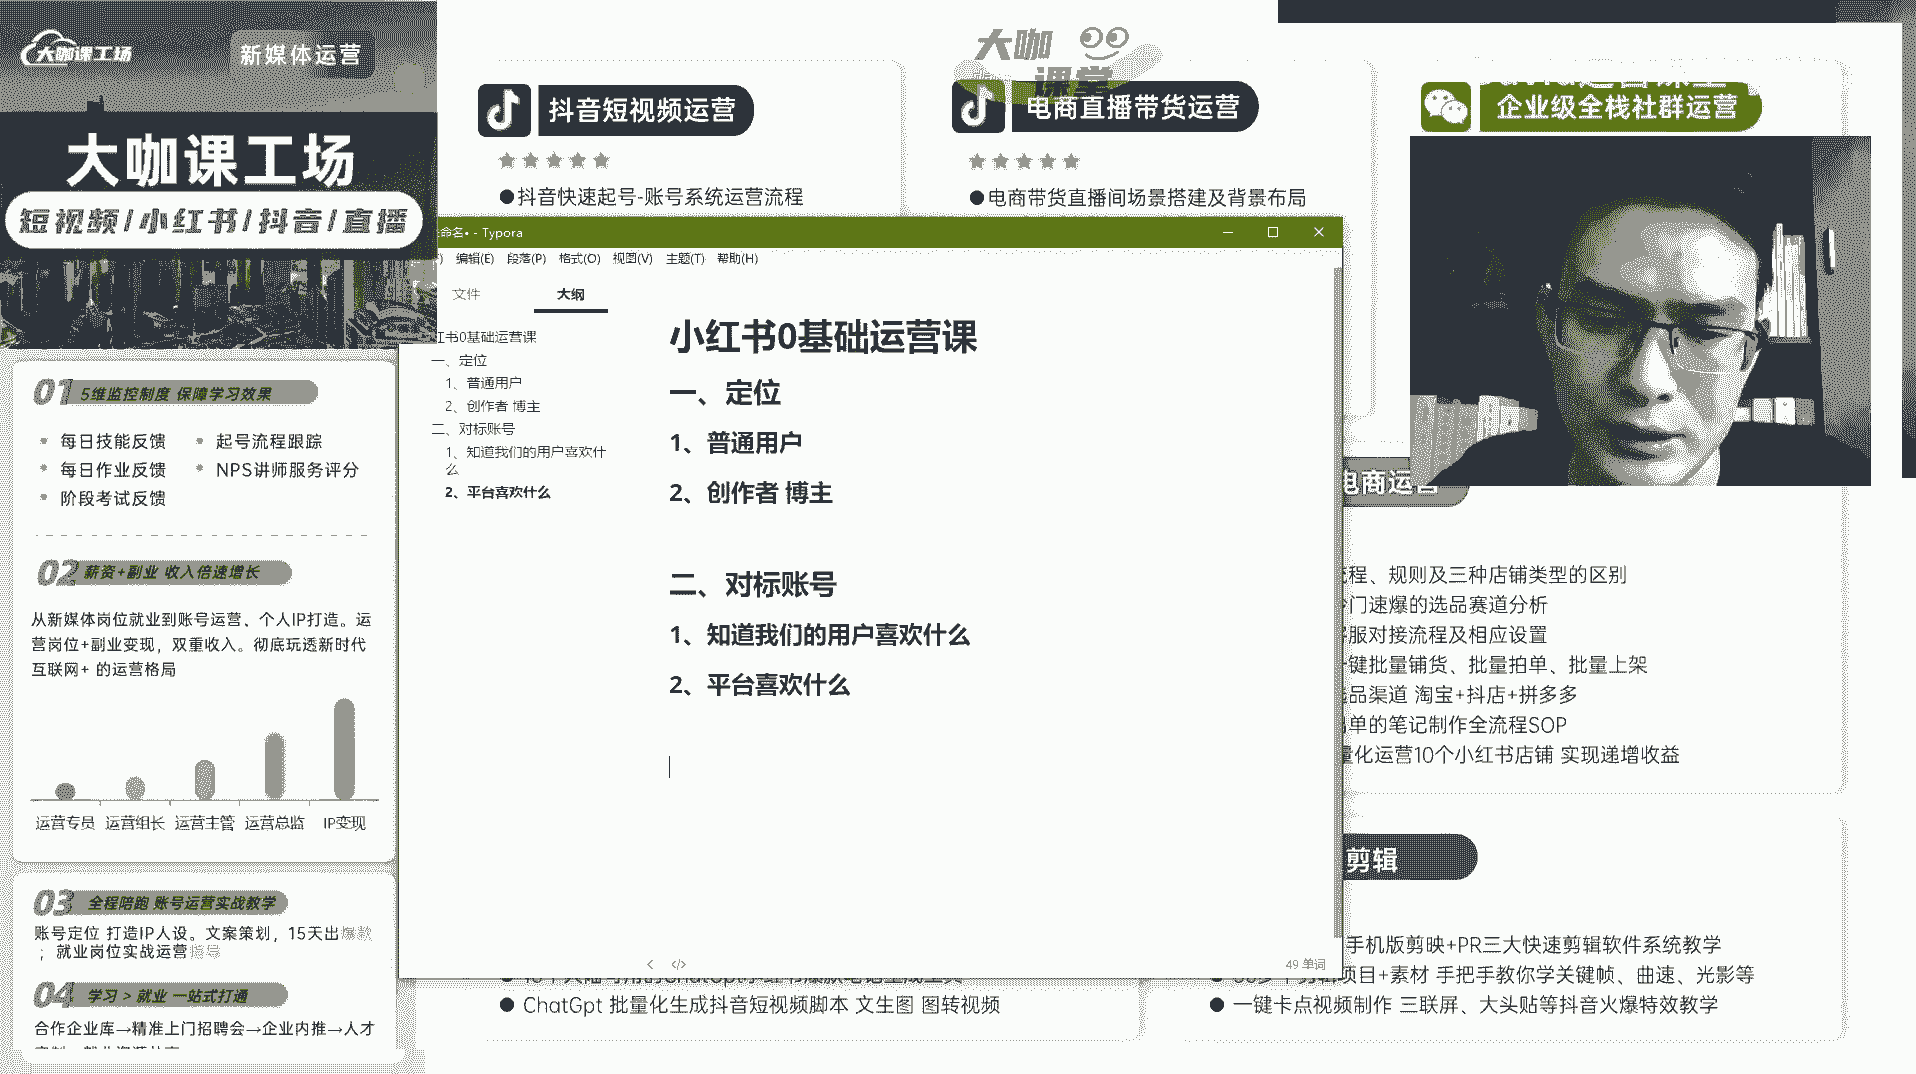 大咖课工场
新媒体运营
大咖课工场
短视频/小红书/抖音/直播
01 5维监控制度 保障学习效果
每日技能反馈
起号流程跟踪
每日作业反馈
NPS讲师服务评分
阶段考试反馈
02 薪资+副业 收入倍速增长
从新媒体岗位就业到账号运营、个人IP打造。运
营岗位+副业变现，双重收入。彻底玩透新时代
互联网+ 的运营格局
运营专员 运营组长 运营主管 运营总监 IP变现
03 全程陪跑 账号运营实战教学
账号定位 打造IP人设。文案策划，15天出爆款
；就业岗位实战运营指导
04 学习 > 就业 一站式打通
合作企业库→精准上门招聘会→企业内推→人才
大咖
课堂
抖音短视频运营
●抖音快速起号-账号系统运营流程
电商直播带货运营
●电商带货直播间场景搭建及背景布局
企业级全栈社群运营
命名• - Typora
编辑(E) 段落(P) 格式(O) 视图(V) 主题(T) 帮助(H)
文件 大纲
红书0基础运营课
一、定位
1、普通用户
2、创作者 博主
二、对标账号
1、知道我们的用户喜欢什
么
2、平台喜欢什么
小红书0基础运营课
一、定位
1、普通用户
2、创作者 博主
二、对标账号
1、知道我们的用户喜欢什么
2、平台喜欢什么
49 单词
电商运营
流程、规则及三种店铺类型的区别
门速爆的选品赛道分析
客服对接流程及相应设置
一键批量铺货、批量拍单、批量上架
选品渠道 淘宝+抖店+拼多多
单的笔记制作全流程SOP
量化运营10个小红书店铺 实现递增收益
剪辑
手机版剪映+PR三大快速剪辑软件系统教学
项目+素材 手把手教你学关键帧、曲速、光影等
● 一键卡点视频制作 三联屏、大头贴等抖音火爆特效教学
● ChatGpt 批量化生成抖音短视频脚本 文生图 图转视频